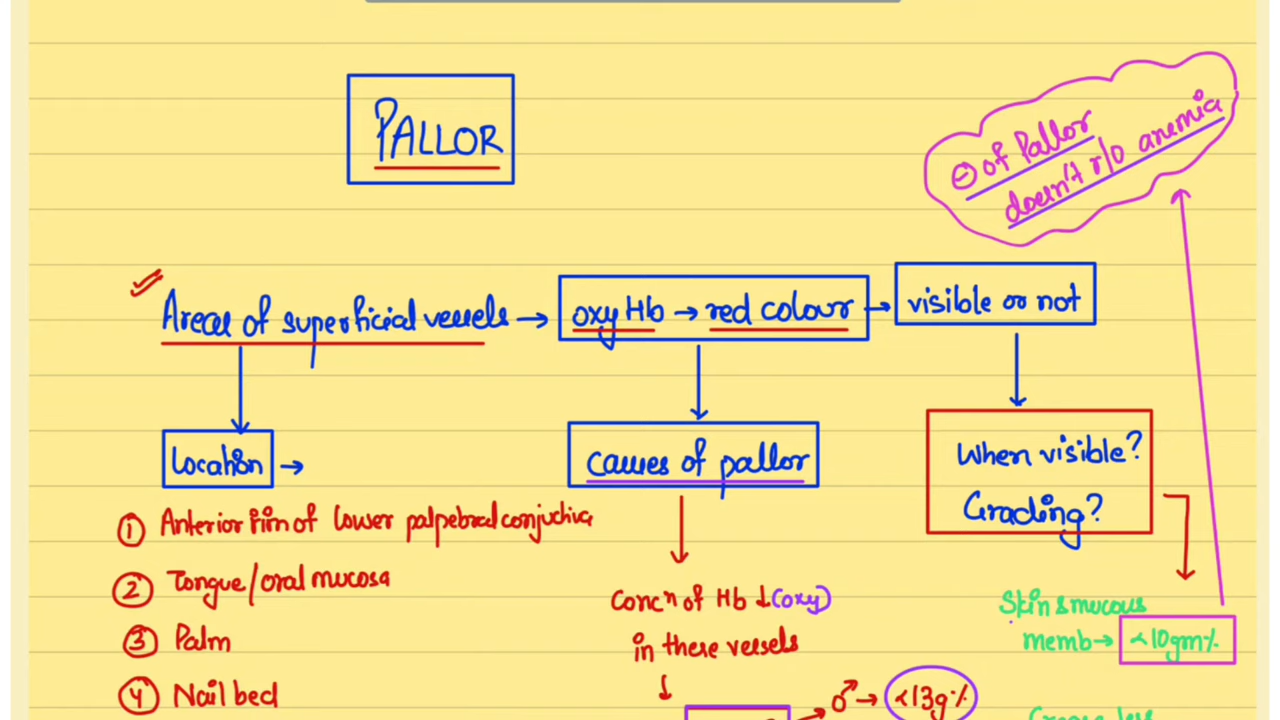 PALLOR
⊖ of Pallor
doesn't r/o anemia
Areas of superficial vessels → oxy Hb → red colour → visible or not
Location →
causes of pallor
When visible?
Grading?
① Anterior rim of lower palpebral conjuctiva
② Tongue/oral mucosa
③ Palm
④ Nail bed
Concⁿ of Hb ↓(oxy)
in these vessels
↓
♂ → <13g%
Skin & mucous
memb → <10gm%